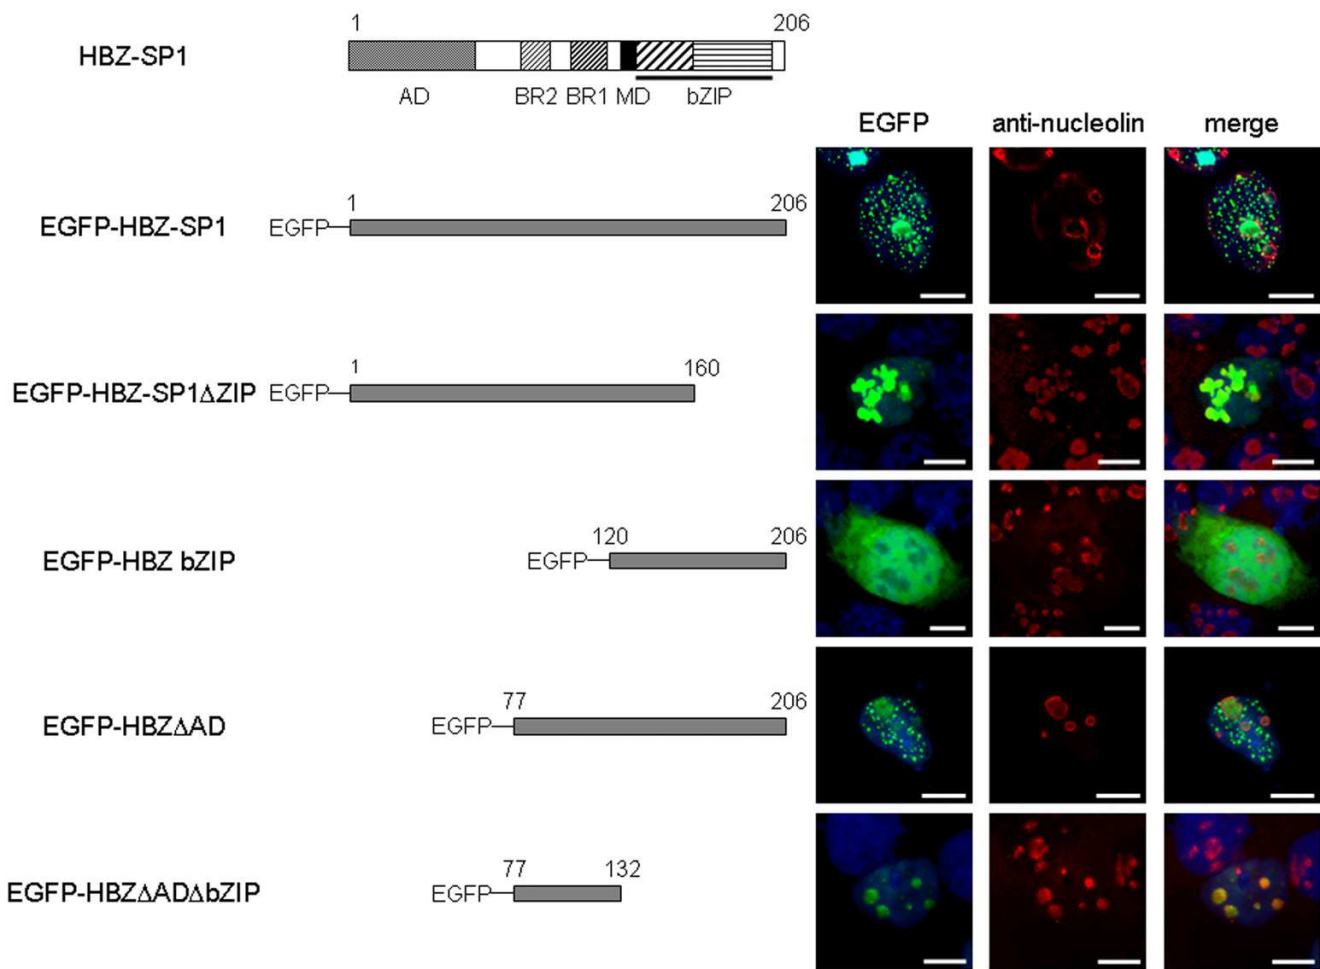 1 206
HBZ-SP1
AD BR2 BR1 MD bZIP
EGFP anti-nucleolin merge
1 206
EGFP-HBZ-SP1 EGFP
1 160
EGFP-HBZ-SP1ΔZIP EGFP
120 206
EGFP-HBZ bZIP EGFP
77 206
EGFP-HBZΔAD EGFP
77 132
EGFP-HBZΔADΔbZIP EGFP